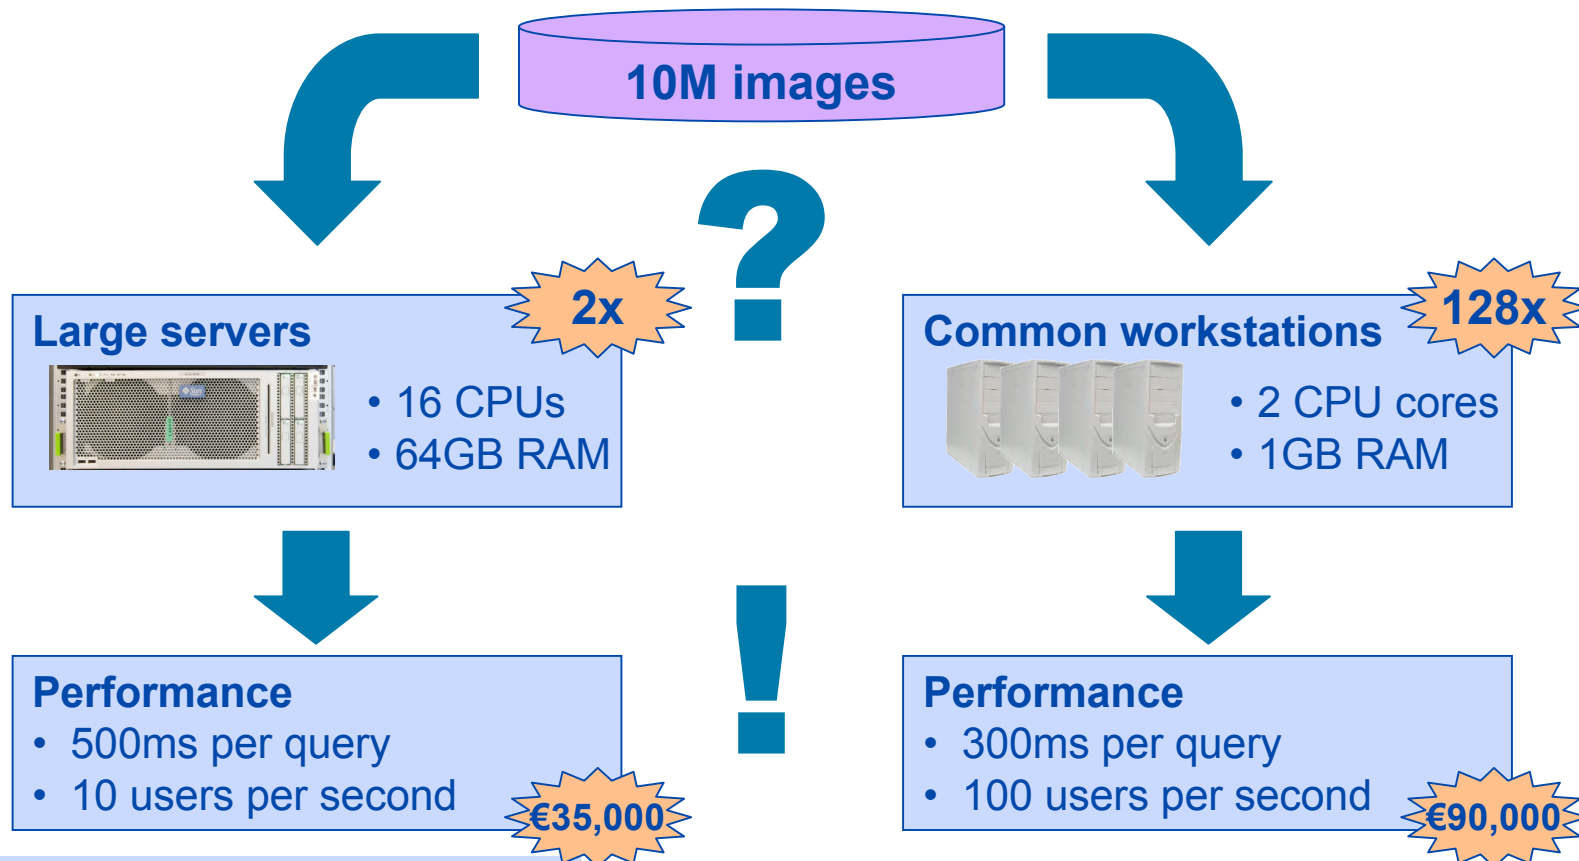 10M images
2x
Large servers
• 16 CPUs
• 64GB RAM
?
128x
Common workstations
• 2 CPU cores
• 1GB RAM
Performance
• 500ms per query
• 10 users per second
€35,000
!
Performance
• 300ms per query
• 100 users per second
€90,000